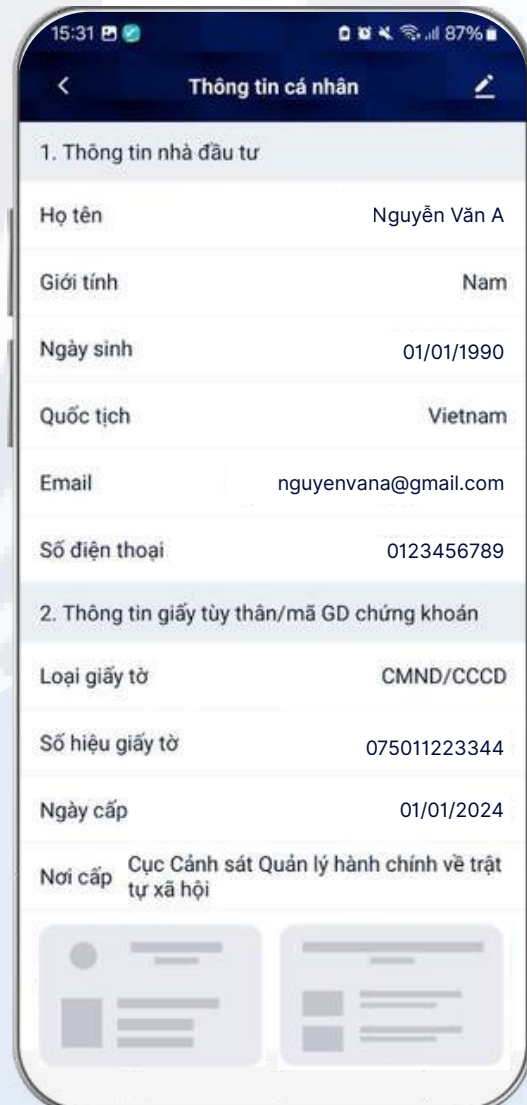 15:31 87%
Thông tin cá nhân
1. Thông tin nhà đầu tư
Họ tên Nguyễn Văn A
Giới tính Nam
Ngày sinh 01/01/1990
Quốc tịch Vietnam
Email nguyenvana@gmail.com
Số điện thoại 0123456789
2. Thông tin giấy tùy thân/mã GD chứng khoán
Loại giấy tờ CMND/CCCD
Số hiệu giấy tờ 075011223344
Ngày cấp 01/01/2024
Nơi cấp Cục Cảnh sát Quản lý hành chính về trật
tự xã hội